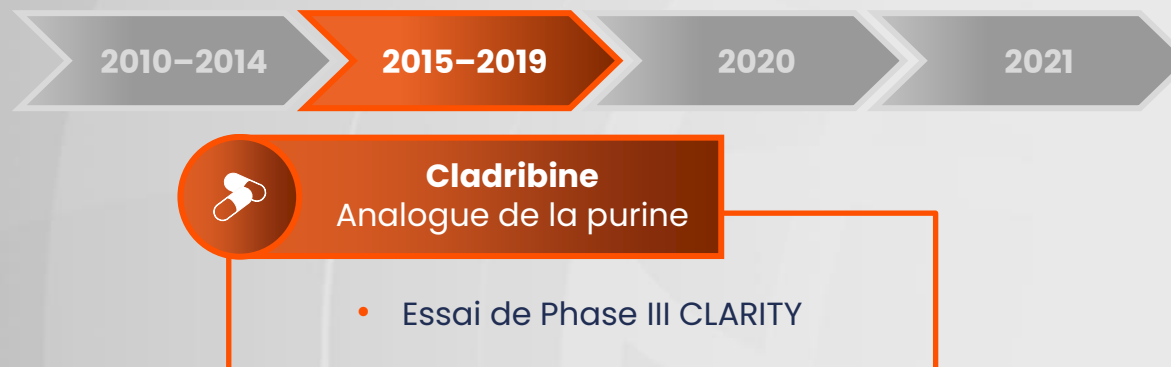 2010–2014
2015–2019
2020
2021
Cladribine
Analogue de la purine
• Essai de Phase III CLARITY